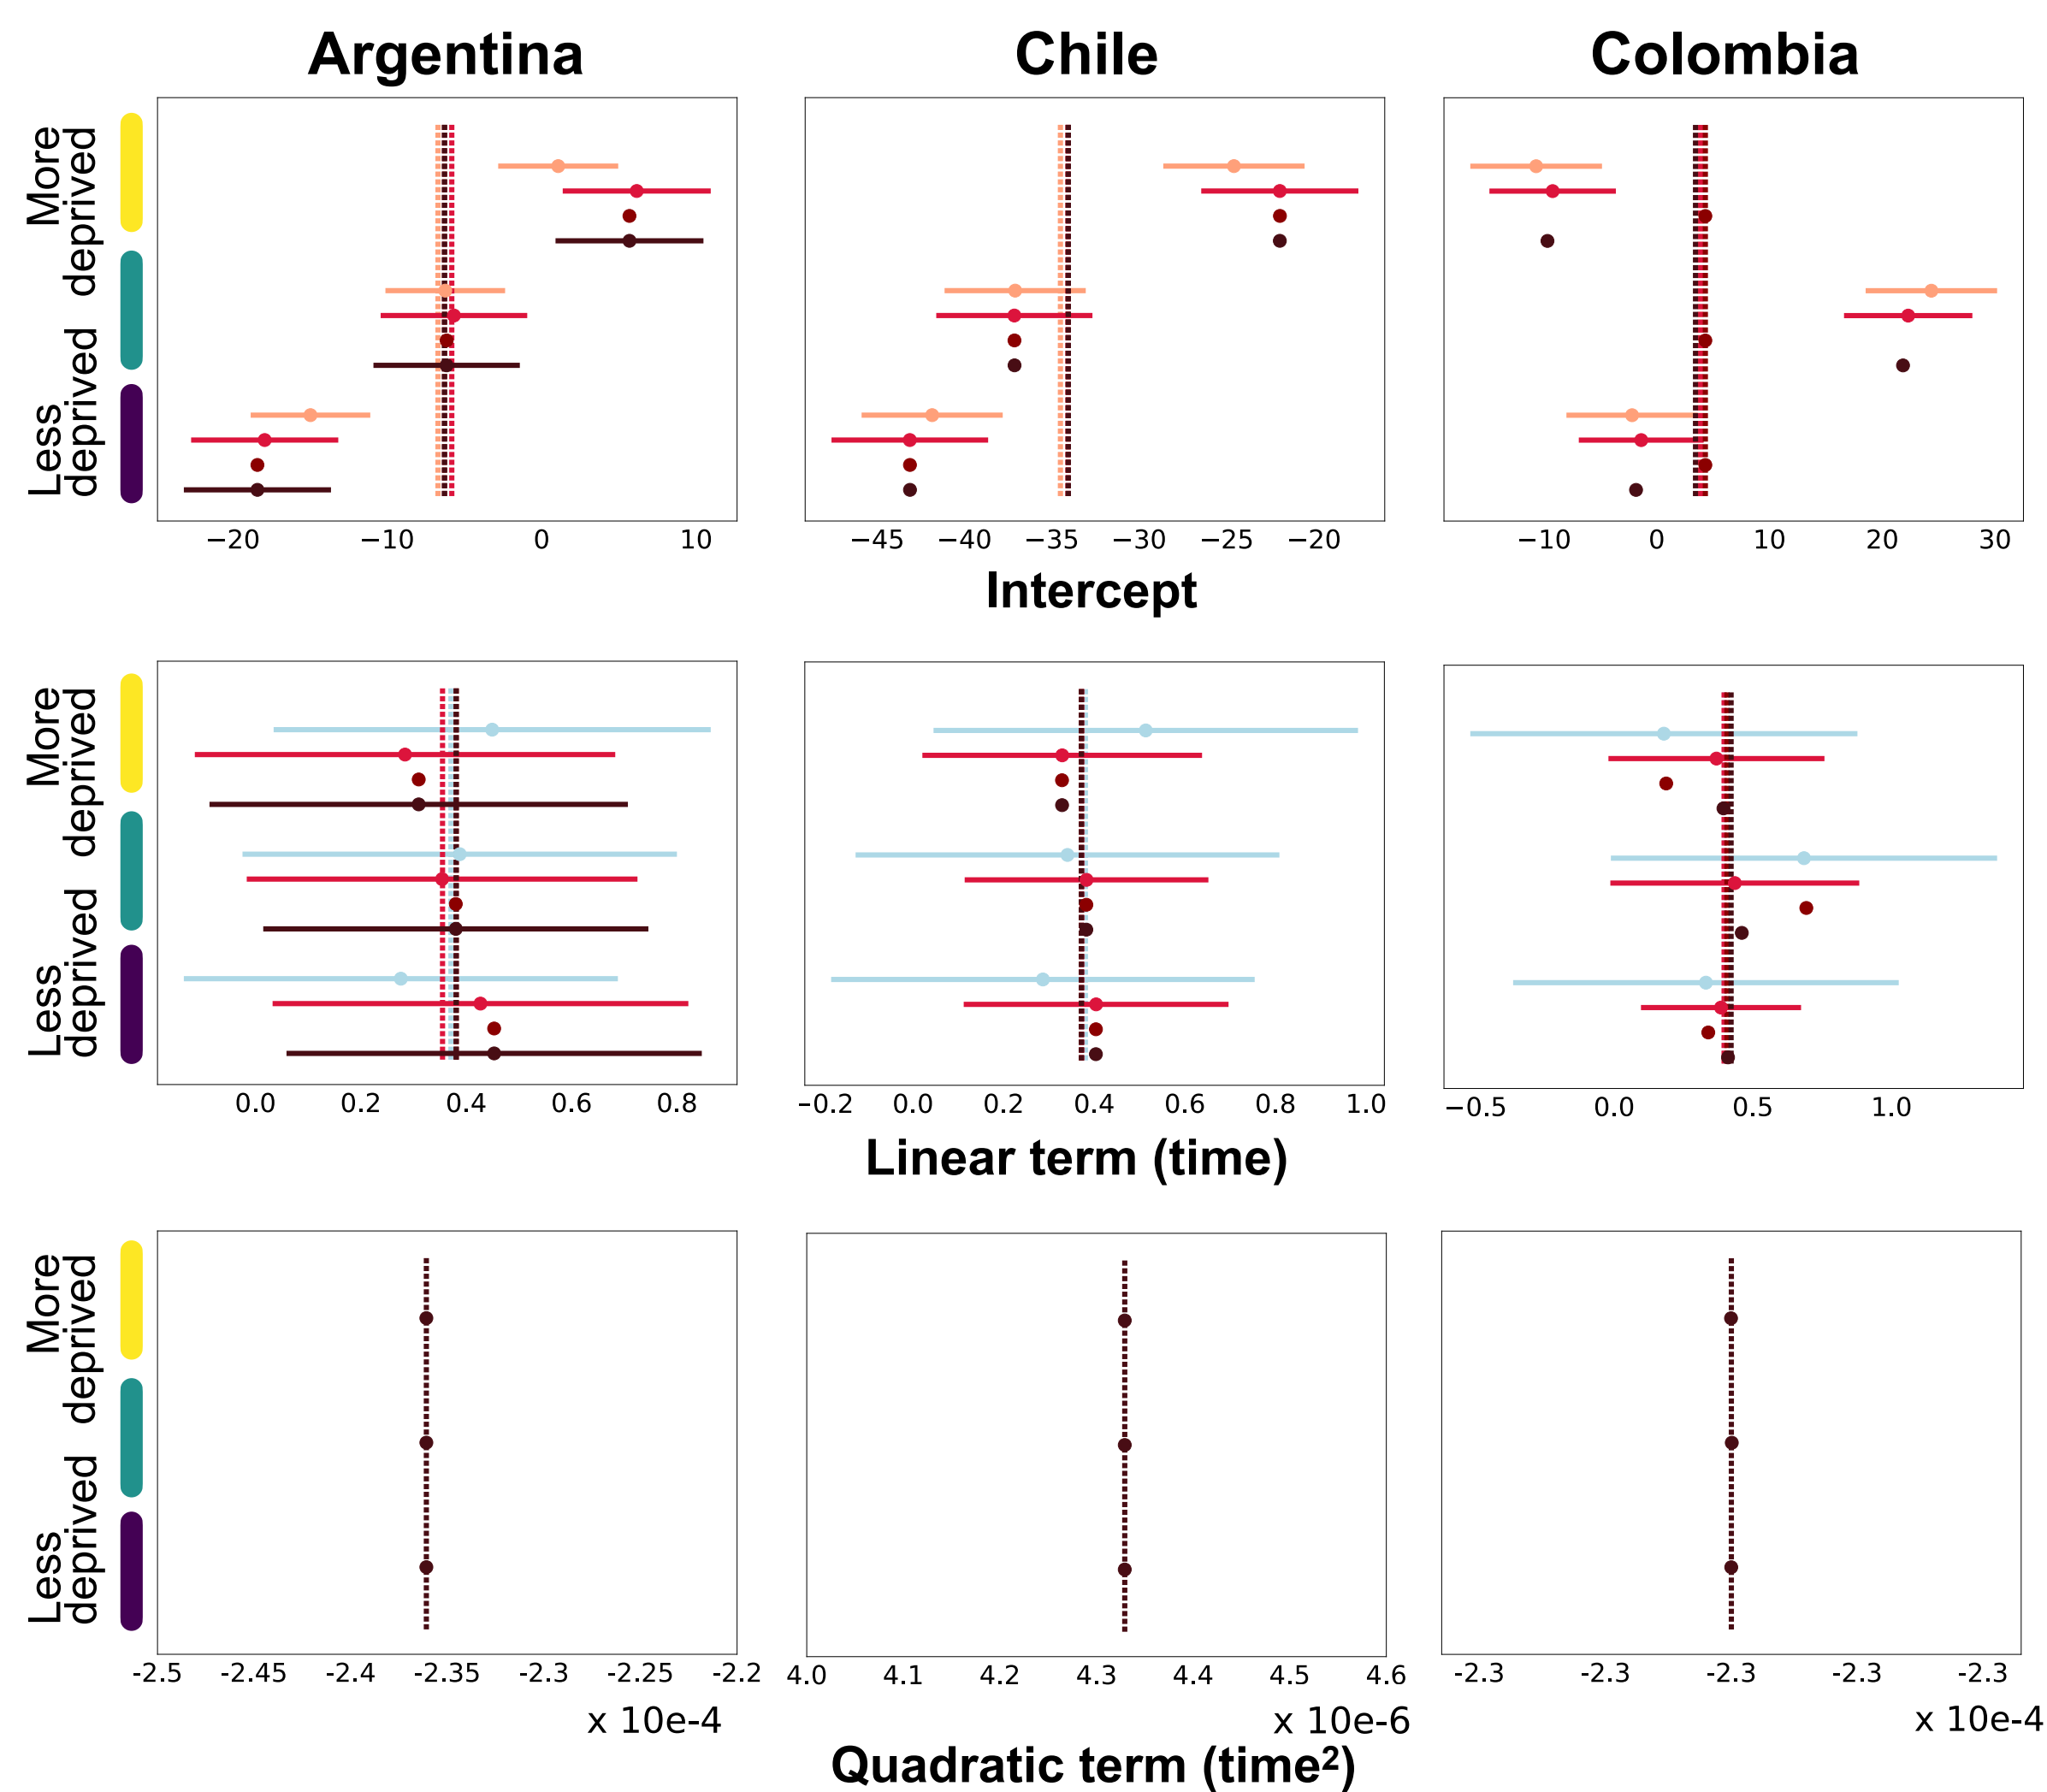 Argentina Chile Colombia
More
deprived
Less
deprived
−20 −10 0 10
−45 −40 −35 −30 −25 −20
−10 0 10 20 30
Intercept
More
deprived
Less
deprived
0.0 0.2 0.4 0.6 0.8
−0.2 0.0 0.2 0.4 0.6 0.8 1.0
−0.5 0.0 0.5 1.0
Linear term (time)
More
deprived
Less
deprived
-2.5 -2.45 -2.4 -2.35 -2.3 -2.25 -2.2
4.0 4.1 4.2 4.3 4.4 4.5 4.6
-2.3 -2.3 -2.3 -2.3 -2.3
x 10e-4 x 10e-6 x 10e-4
Quadratic term (time²)